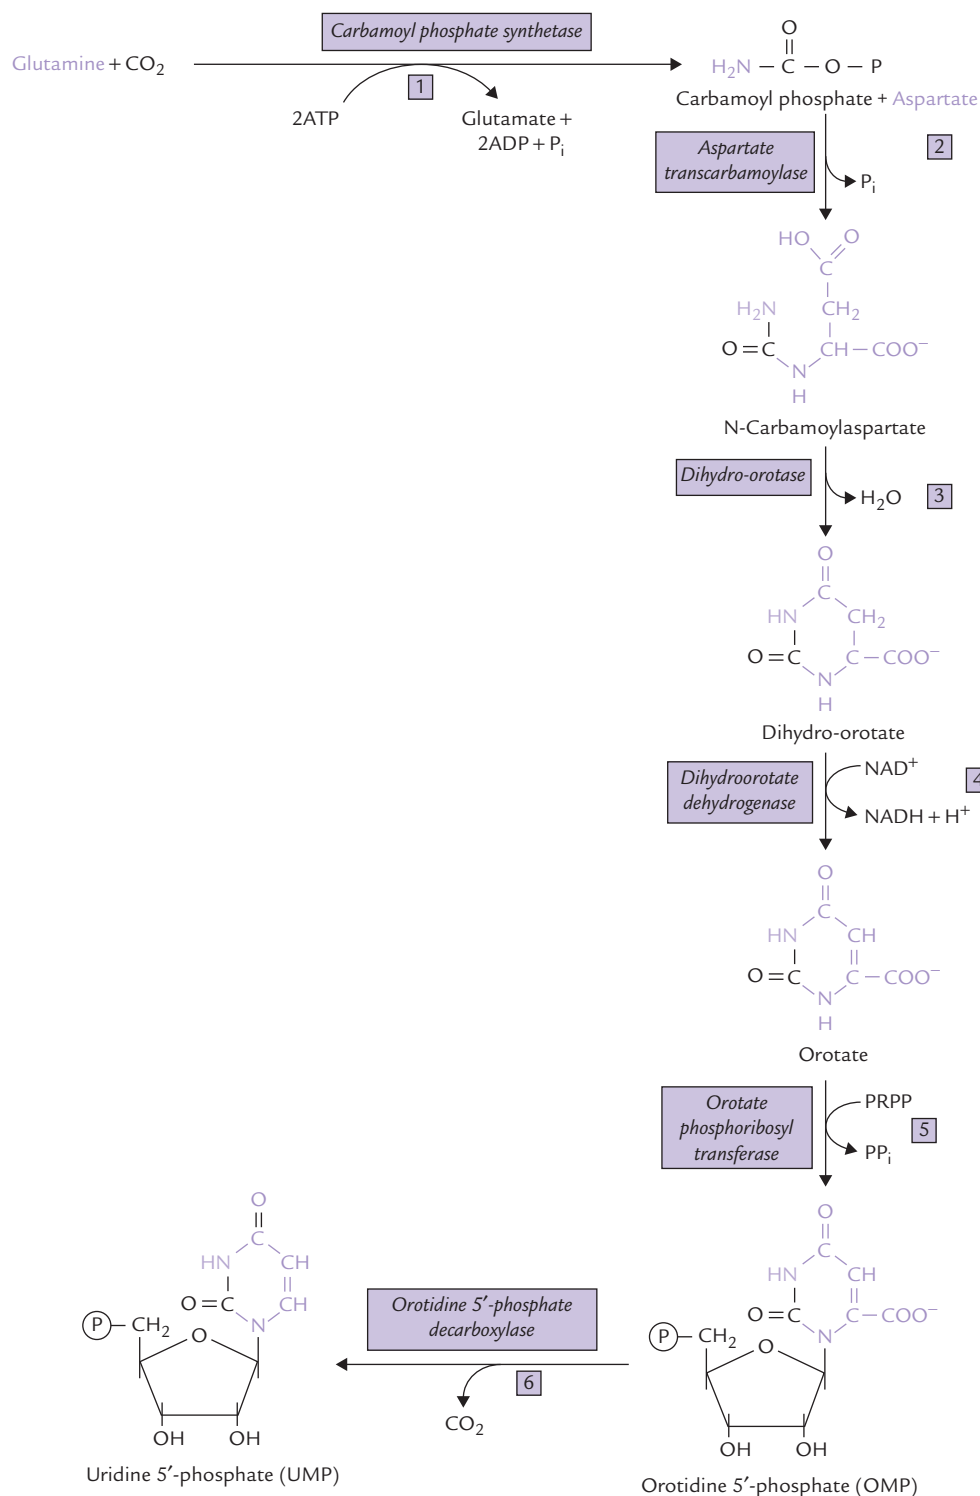 Carbamoyl phosphate synthetase
Glutamine + CO₂
1
2ATP
Glutamate +
2ADP + Pᵢ
O
H₂N – C – O – P
Carbamoyl phosphate + Aspartate
Aspartate
transcarbamoylase
2
Pᵢ
HO O
C
H₂N CH₂
O=C CH–COO⁻
N
H
N-Carbamoylaspartate
Dihydro-orotase
H₂O
3
O
C
HN CH₂
O=C C–COO⁻
N
H
Dihydro-orotate
Dihydroorotate
dehydrogenase
NAD⁺
4
NADH + H⁺
O
C
HN CH
O=C C–COO⁻
N
H
Orotate
Orotate
phosphoribosyl
transferase
PRPP
5
PPᵢ
O
C
HN CH
O=C C–COO⁻
N
P–CH₂
O
OH OH
Orotidine 5′-phosphate (OMP)
Orotidine 5′-phosphate
decarboxylase
6
CO₂
O
C
HN CH
O=C CH
N
P–CH₂
O
OH OH
Uridine 5′-phosphate (UMP)